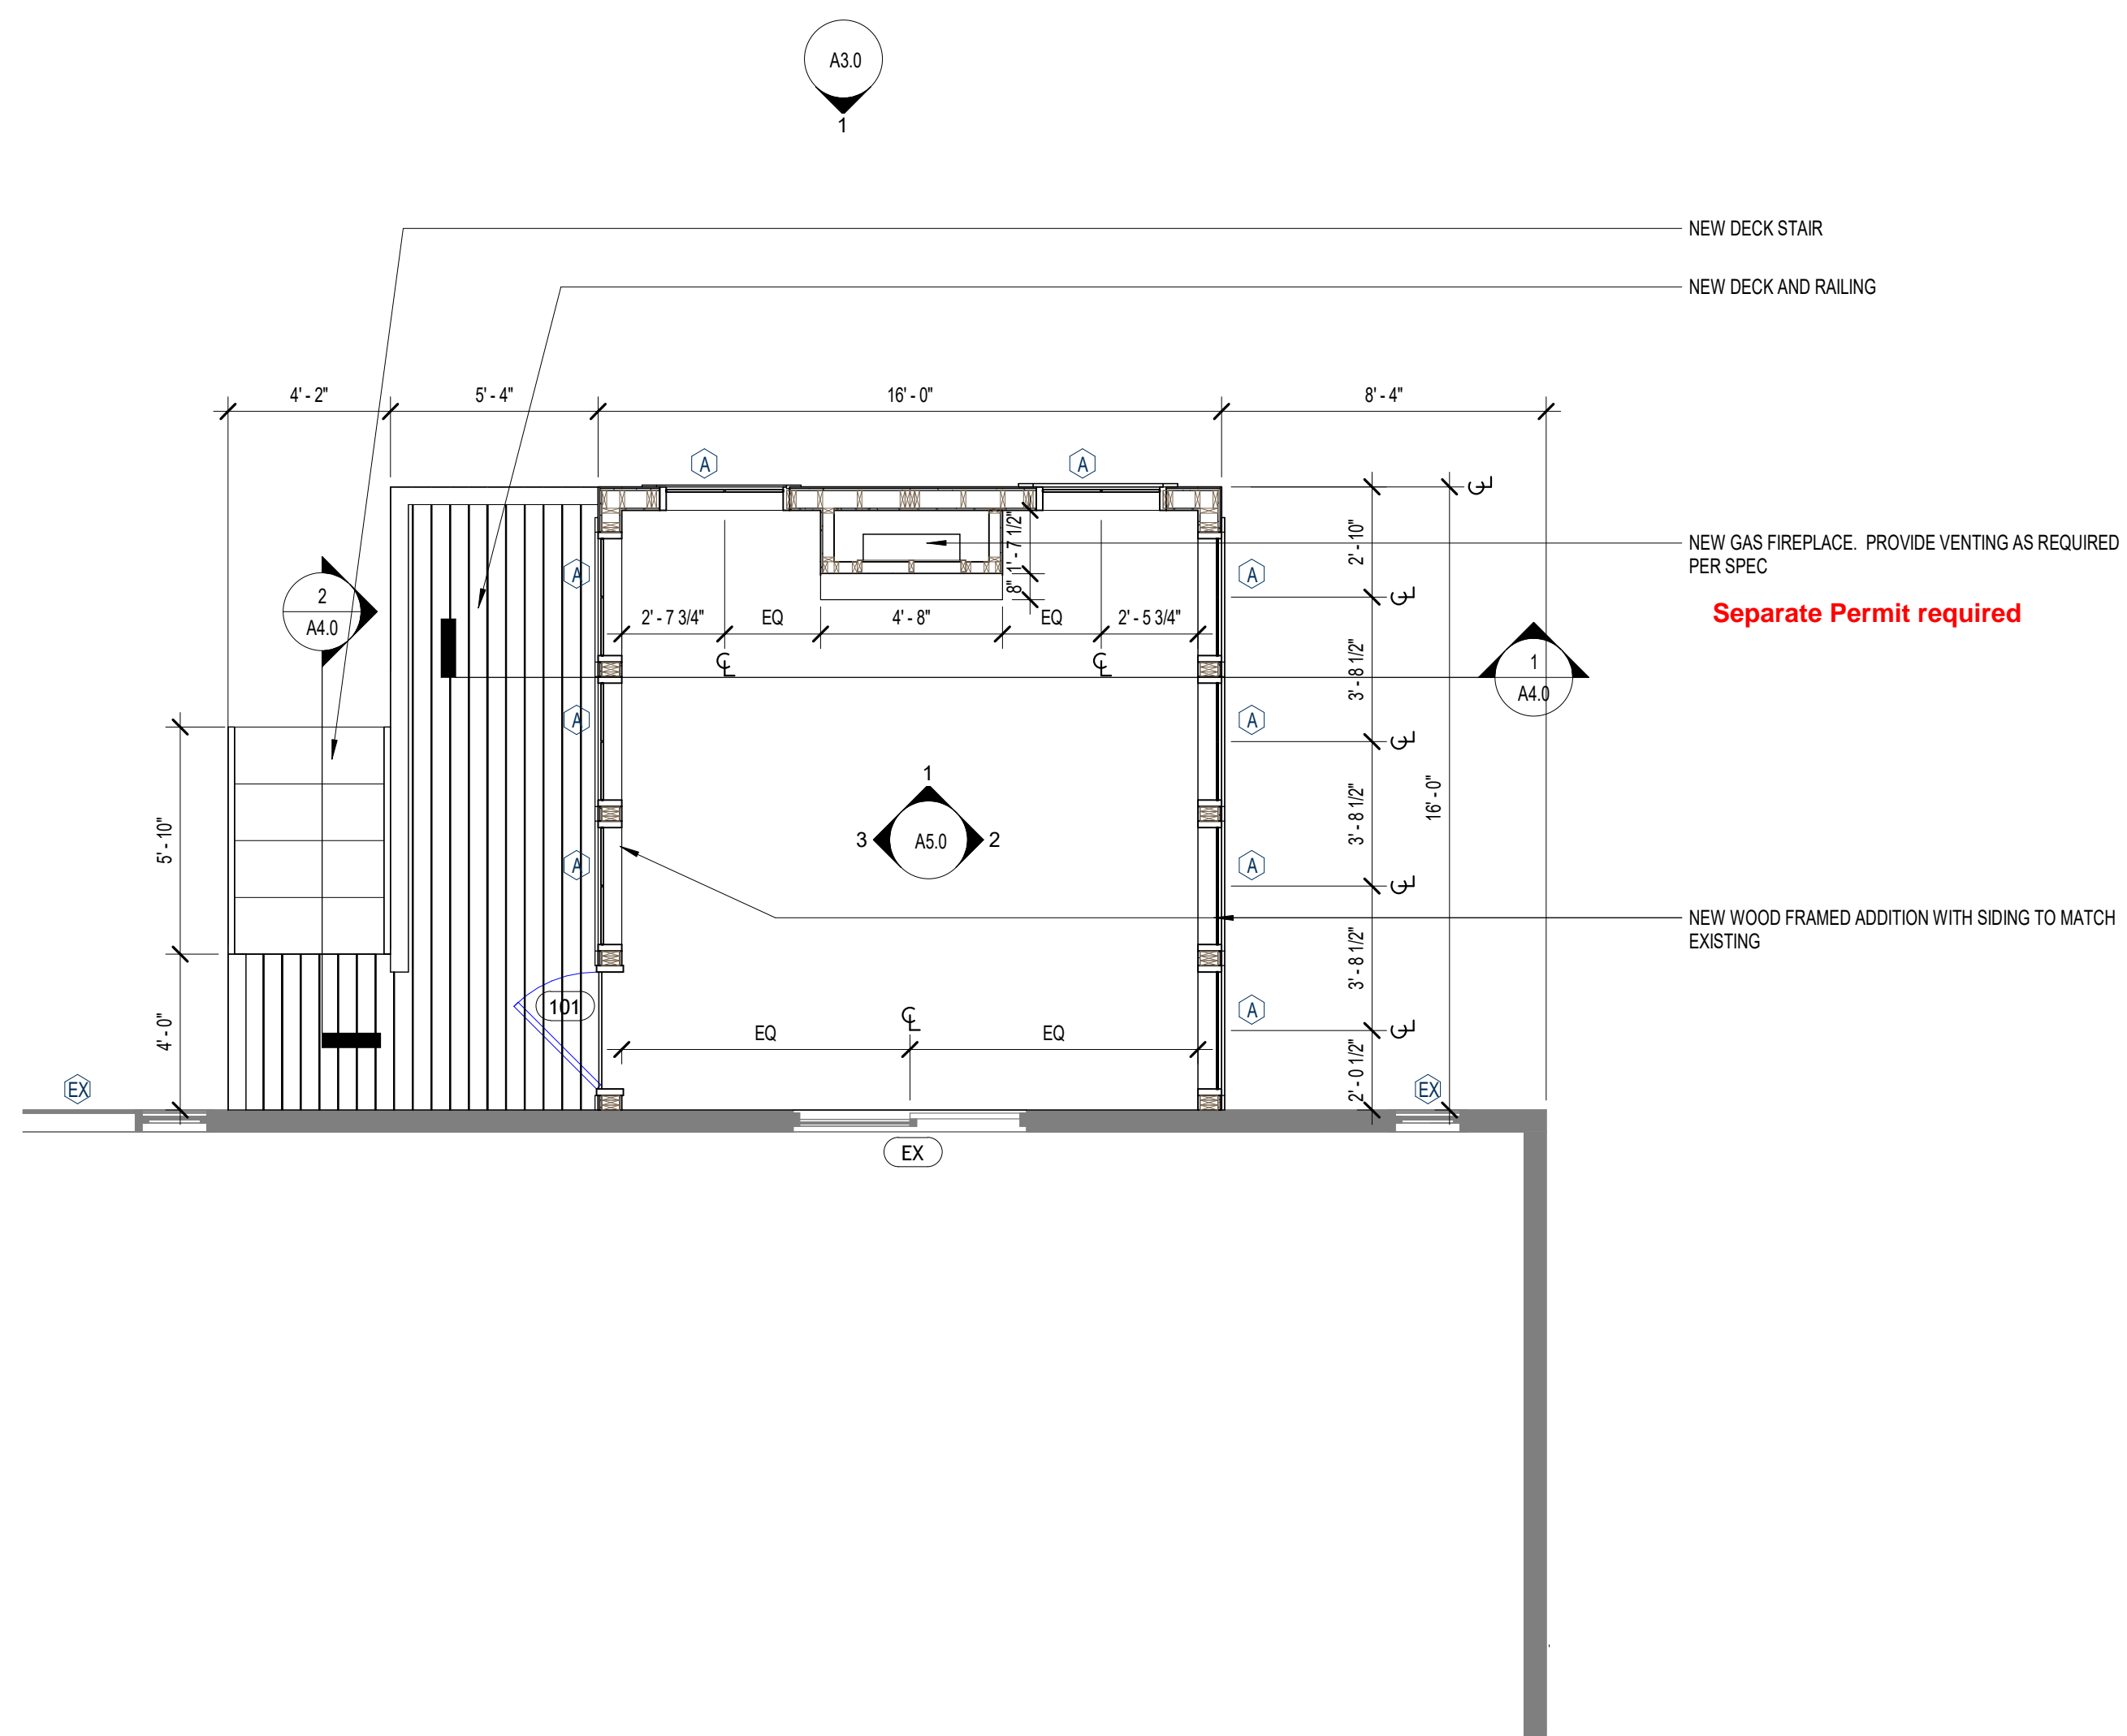 A3.0
1
NEW DECK STAIR
NEW DECK AND RAILING
4' - 2"
5' - 4"
16' - 0"
8' - 4"
A
A
NEW GAS FIREPLACE.  PROVIDE VENTING AS REQUIRED
PER SPEC
Separate Permit required
2' - 10"
1' - 7 1/2"
8"
A
A
2
A4.0
2' - 7 3/4"
EQ
4' - 8"
EQ
2' - 5 3/4"
3' - 8 1/2"
1
A4.0
A
A
1
3
A5.0
2
3' - 8 1/2"
16' - 0"
5' - 10"
A
A
NEW WOOD FRAMED ADDITION WITH SIDING TO MATCH
EXISTING
3' - 8 1/2"
101
A
4' - 0"
EQ
EQ
2' - 0 1/2"
EX
EX
EX